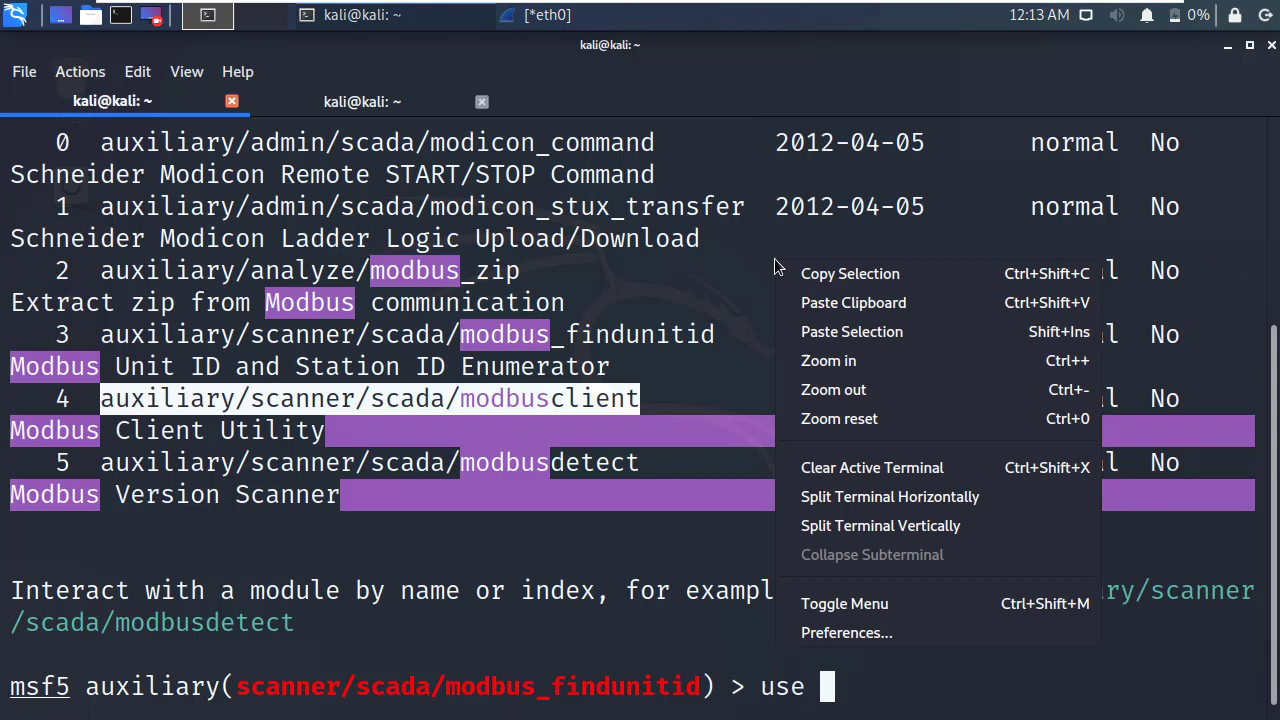 kali@kali: ~
[*eth0]
12:13 AM
0%
kali@kali: ~
File Actions Edit View Help
kali@kali: ~
kali@kali: ~
0 auxiliary/admin/scada/modicon_command 2012-04-05 normal No
Schneider Modicon Remote START/STOP Command
1 auxiliary/admin/scada/modicon_stux_transfer 2012-04-05 normal No
Schneider Modicon Ladder Logic Upload/Download
2 auxiliary/analyze/modbus_zip al No
Extract zip from Modbus communication
3 auxiliary/scanner/scada/modbus_findunitid al No
Modbus Unit ID and Station ID Enumerator
4 auxiliary/scanner/scada/modbusclient al No
Modbus Client Utility
5 auxiliary/scanner/scada/modbusdetect al No
Modbus Version Scanner
Interact with a module by name or index, for exampl ry/scanner
/scada/modbusdetect
msf5 auxiliary(scanner/scada/modbus_findunitid) > use
Copy Selection Ctrl+Shift+C
Paste Clipboard Ctrl+Shift+V
Paste Selection Shift+Ins
Zoom in Ctrl++
Zoom out Ctrl+-
Zoom reset Ctrl+0
Clear Active Terminal Ctrl+Shift+X
Split Terminal Horizontally
Split Terminal Vertically
Collapse Subterminal
Toggle Menu Ctrl+Shift+M
Preferences...